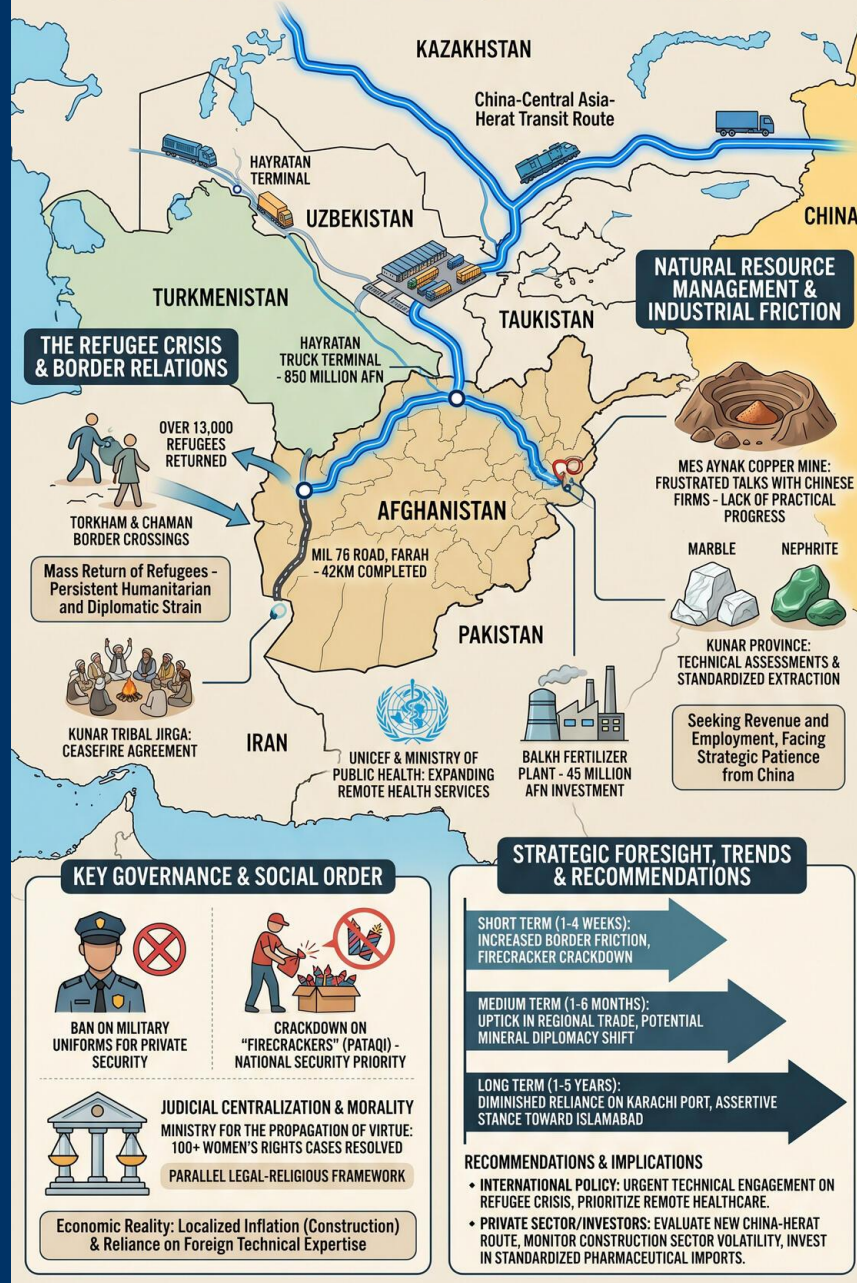 KAZAKHSTAN
China-Central Asia-
Herat Transit Route
HAYRATAN
TERMINAL
UZBEKISTAN
CHINA
TURKMENISTAN
TAUKISTAN
NATURAL RESOURCE
MANAGEMENT &
INDUSTRIAL FRICTION
THE REFUGEE CRISIS
& BORDER RELATIONS
HAYRATAN
TRUCK TERMINAL
- 850 MILLION AFN
OVER 13,000
REFUGEES
RETURNED
TORKHAM & CHAMAN
BORDER CROSSINGS
Mass Return of Refugees -
Persistent Humanitarian
and Diplomatic Strain
AFGHANISTAN
MIL 76 ROAD, FARAH
- 42KM COMPLETED
MES AYNAK COPPER MINE:
FRUSTRATED TALKS WITH CHINESE
FIRMS - LACK OF PRACTICAL
PROGRESS
MARBLE
NEPHRITE
KUNAR PROVINCE:
TECHNICAL ASSESSMENTS &
STANDARDIZED EXTRACTION
Seeking Revenue and
Employment, Facing
Strategic Patience
from China
PAKISTAN
KUNAR TRIBAL JIRGA:
CEASEFIRE AGREEMENT
IRAN
UNICEF & MINISTRY OF
PUBLIC HEALTH: EXPANDING
REMOTE HEALTH SERVICES
BALKH FERTILIZER
PLANT - 45 MILLION
AFN INVESTMENT
KEY GOVERNANCE & SOCIAL ORDER
BAN ON MILITARY
UNIFORMS FOR PRIVATE
SECURITY
CRACKDOWN ON
"FIRECRACKERS" (PATAQI) -
NATIONAL SECURITY PRIORITY
JUDICIAL CENTRALIZATION & MORALITY
MINISTRY FOR THE PROPAGATION OF VIRTUE:
100+ WOMEN'S RIGHTS CASES RESOLVED
PARALLEL LEGAL-RELIGIOUS FRAMEWORK
Economic Reality: Localized Inflation (Construction)
& Reliance on Foreign Technical Expertise
STRATEGIC FORESIGHT, TRENDS
& RECOMMENDATIONS
SHORT TERM (1-4 WEEKS):
INCREASED BORDER FRICTION,
FIRECRACKER CRACKDOWN
MEDIUM TERM (1-6 MONTHS):
UPTICK IN REGIONAL TRADE, POTENTIAL
MINERAL DIPLOMACY SHIFT
LONG TERM (1-5 YEARS):
DIMINISHED RELIANCE ON KARACHI PORT, ASSERTIVE
STANCE TOWARD ISLAMABAD
RECOMMENDATIONS & IMPLICATIONS
◆ INTERNATIONAL POLICY: URGENT TECHNICAL ENGAGEMENT ON
REFUGEE CRISIS, PRIORITIZE REMOTE HEALTHCARE.
◆ PRIVATE SECTOR/INVESTORS: EVALUATE NEW CHINA-HERAT
ROUTE, MONITOR CONSTRUCTION SECTOR VOLATILITY, INVEST
IN STANDARDIZED PHARMACEUTICAL IMPORTS.